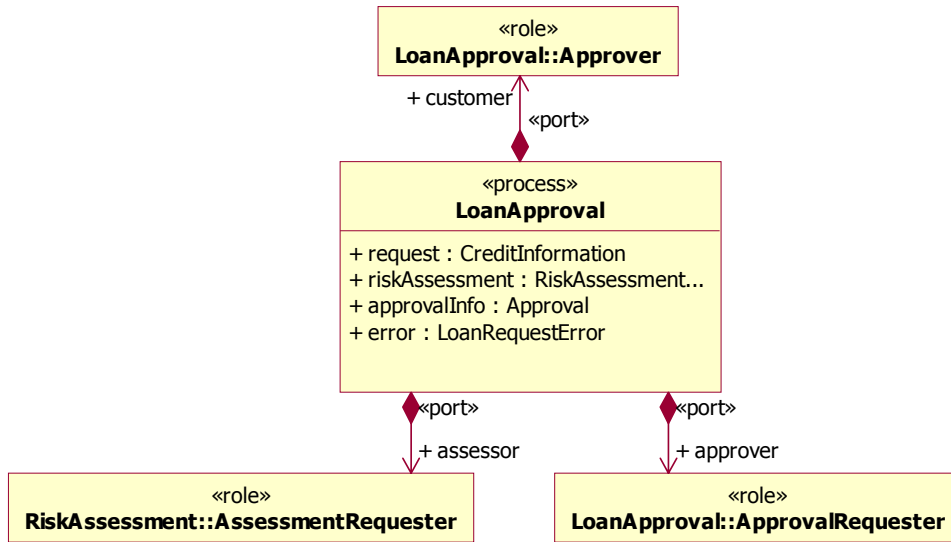 «role»
LoanApproval::Approver
+ customer
«port»
«process»
LoanApproval
+ request : CreditInformation
+ riskAssessment : RiskAssessment...
+ approvalInfo : Approval
+ error : LoanRequestError
«port»
«port»
+ assessor
+ approver
«role»
RiskAssessment::AssessmentRequester
«role»
LoanApproval::ApprovalRequester